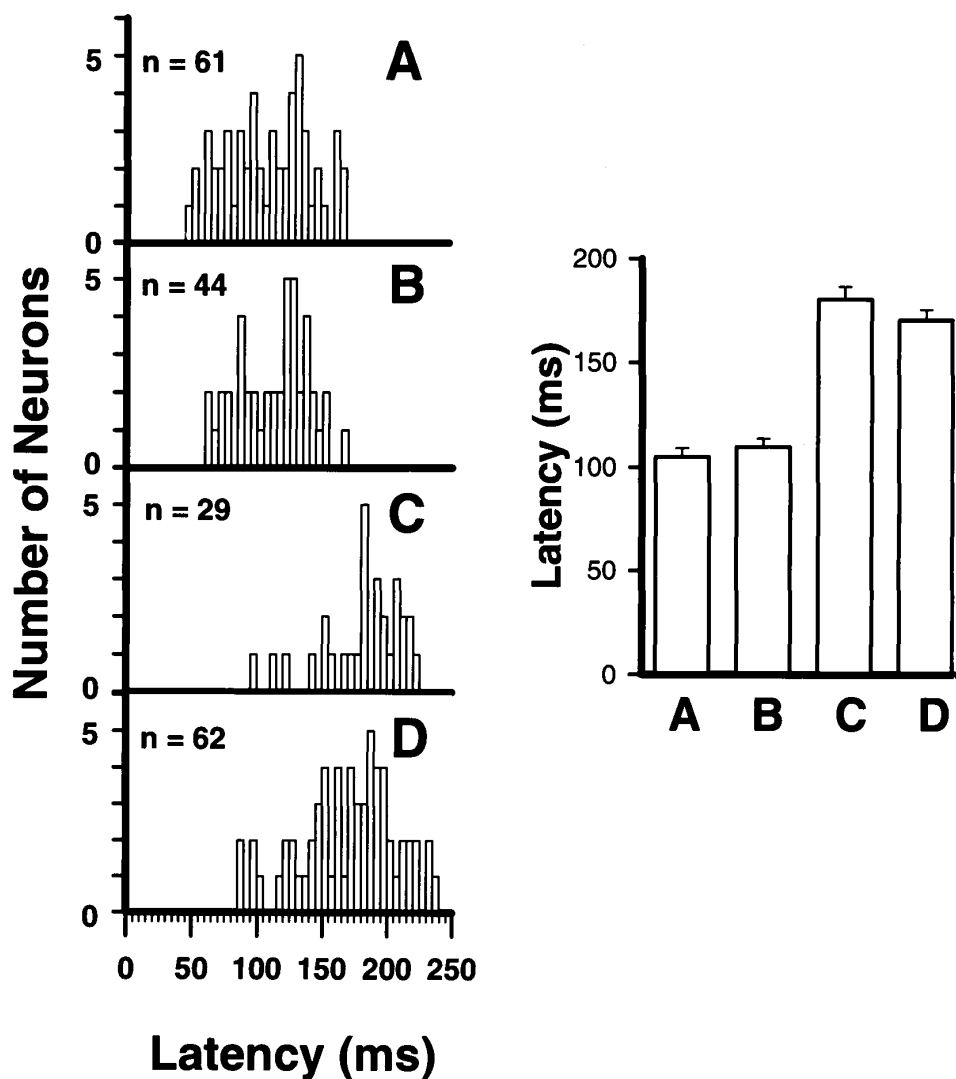 Number of Neurons
5
n = 61
A
0
5
n = 44
B
0
5
n = 29
C
0
5
n = 62
D
0
0 50 100 150 200 250
Latency (ms)
Latency (ms)
200
150
100
50
0
A B C D